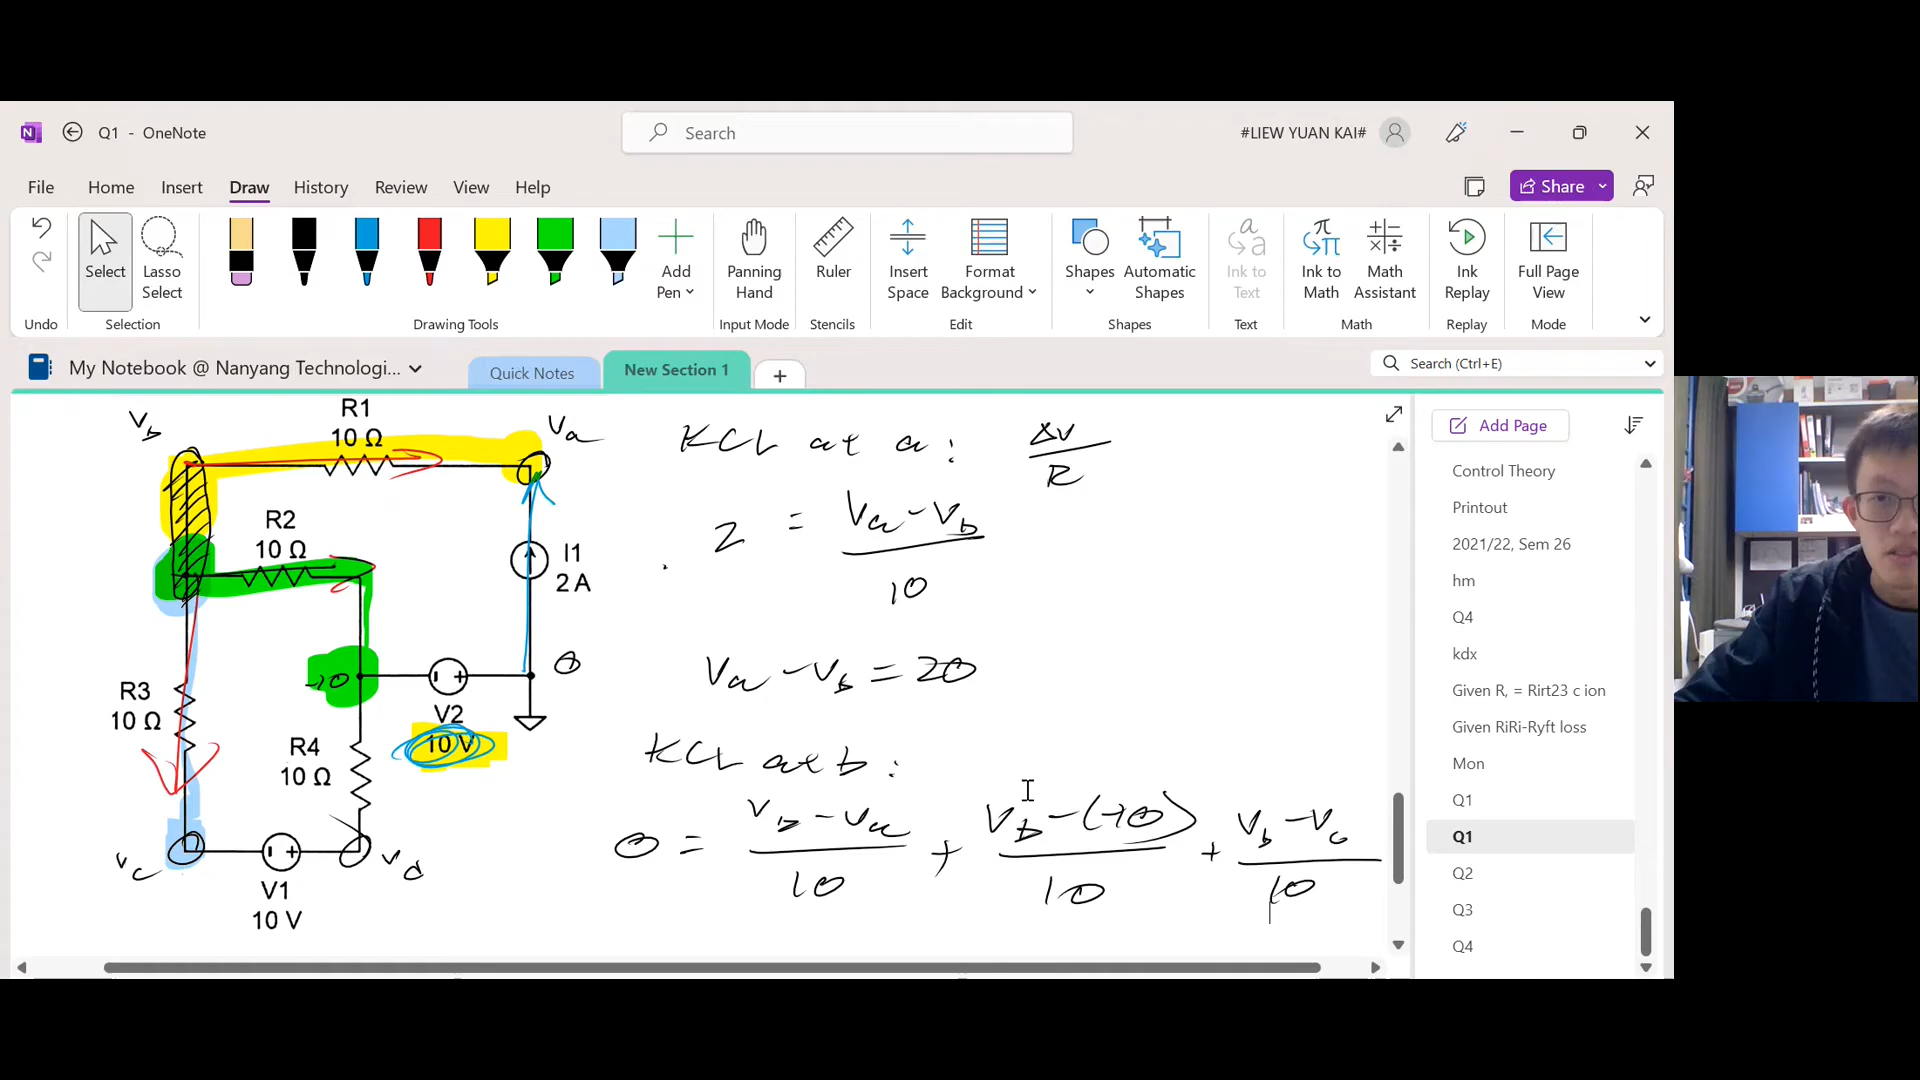 Q1 - OneNote
Search
#LIEW YUAN KAI#
File Home Insert Draw History Review View Help
Share
Select
Lasso Select
Add Pen
Panning Hand
Ruler
Insert Space
Format Background
Shapes
Automatic Shapes
Ink to Text
Ink to Math
Math Assistant
Ink Replay
Full Page View
Undo
Selection
Drawing Tools
Input Mode
Stencils
Edit
Shapes
Text
Math
Replay
Mode
My Notebook @ Nanyang Technologi...
Quick Notes
New Section 1
+
Search (Ctrl+E)
Add Page
Control Theory
Printout
2021/22, Sem 26
hm
Q4
kdx
Given R, = Rirt23 c ion
Given RiRi-Ryft loss
Mon
Q1
Q1
Q2
Q3
Q4
Vb
R1
10 Ω
Va
R2
10 Ω
I1
2 A
-10
0
V2
10 V
R3
10 Ω
R4
10 Ω
Vc
V1
10 V
Vd
KCL at a: ΔV/R
2 = (Va - Vb)/10
Va - Vb = 20
KCL at b:
0 = (Vb - Va)/10 + (Vb - (-10))/10 + (Vb - Vc)/10